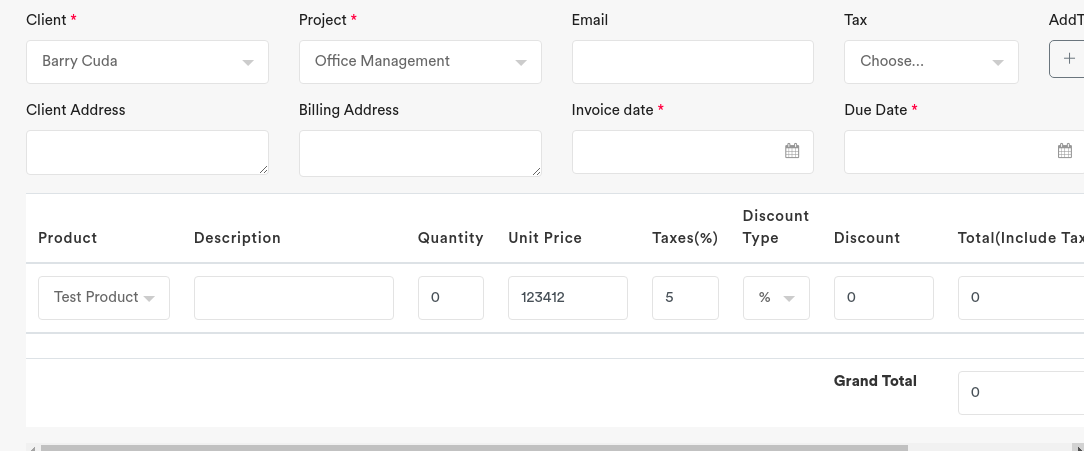 Client * Project * Email Tax AddT
Barry Cuda Office Management Choose... +
Client Address Billing Address Invoice date * Due Date *
Product Description Quantity Unit Price Taxes(%) Discount Type Discount Total(Include Tax
Test Product 0 123412 5 % 0 0
Grand Total 0